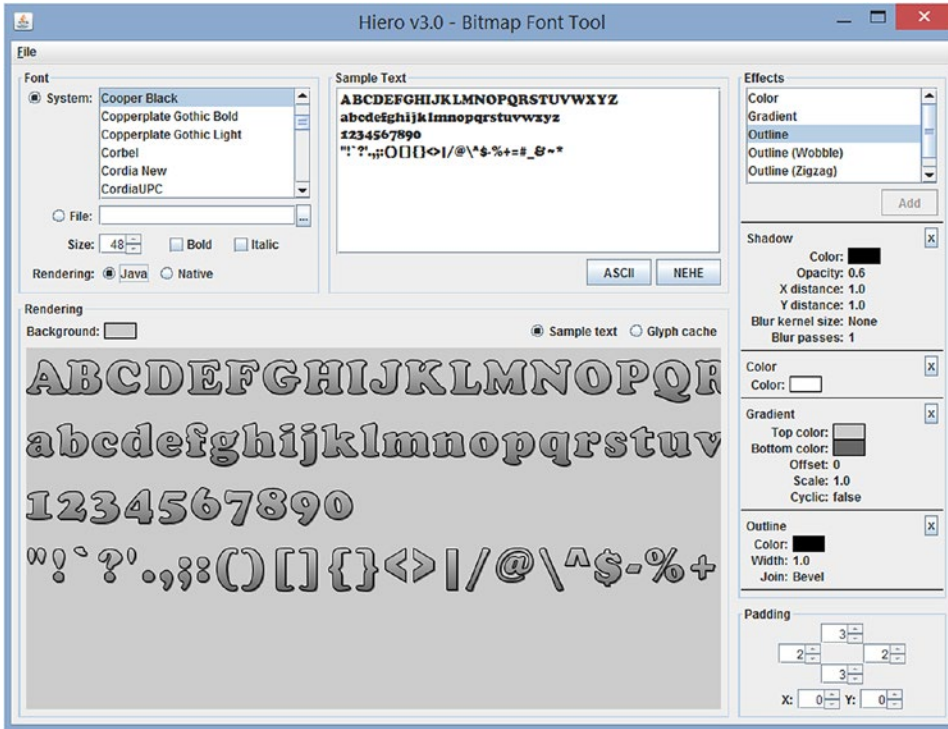 Hiero v3.0 - Bitmap Font Tool
File
Font
System:
Cooper Black
Copperplate Gothic Bold
Copperplate Gothic Light
Corbel
Cordia New
CordiaUPC
File:
...
Size: 48 Bold Italic
Rendering: Java Native
Sample Text
ABCDEFGHIJKLMNOPQRSTUVWXYZ
abcdefghijklmnopqrstuvwxyz
1234567890
"!`?'.,;:()[]{}<>|/@\^$-%+=#_&~*
ASCII NEHE
Effects
Color
Gradient
Outline
Outline (Wobble)
Outline (Zigzag)
Add
Shadow X
Color:
Opacity: 0.6
X distance: 1.0
Y distance: 1.0
Blur kernel size: None
Blur passes: 1
Color X
Color:
Gradient X
Top color:
Bottom color:
Offset: 0
Scale: 1.0
Cyclic: false
Outline X
Color:
Width: 1.0
Join: Bevel
Rendering
Background: Sample text Glyph cache
ABCDEFGHIJKLMNOPQR
abcdefghijklmnopqrstuv
1234567890
"!`?'.,;:()[]{}<>|/@\^$-%+
Padding
3
2 2
3
X: 0 Y: 0